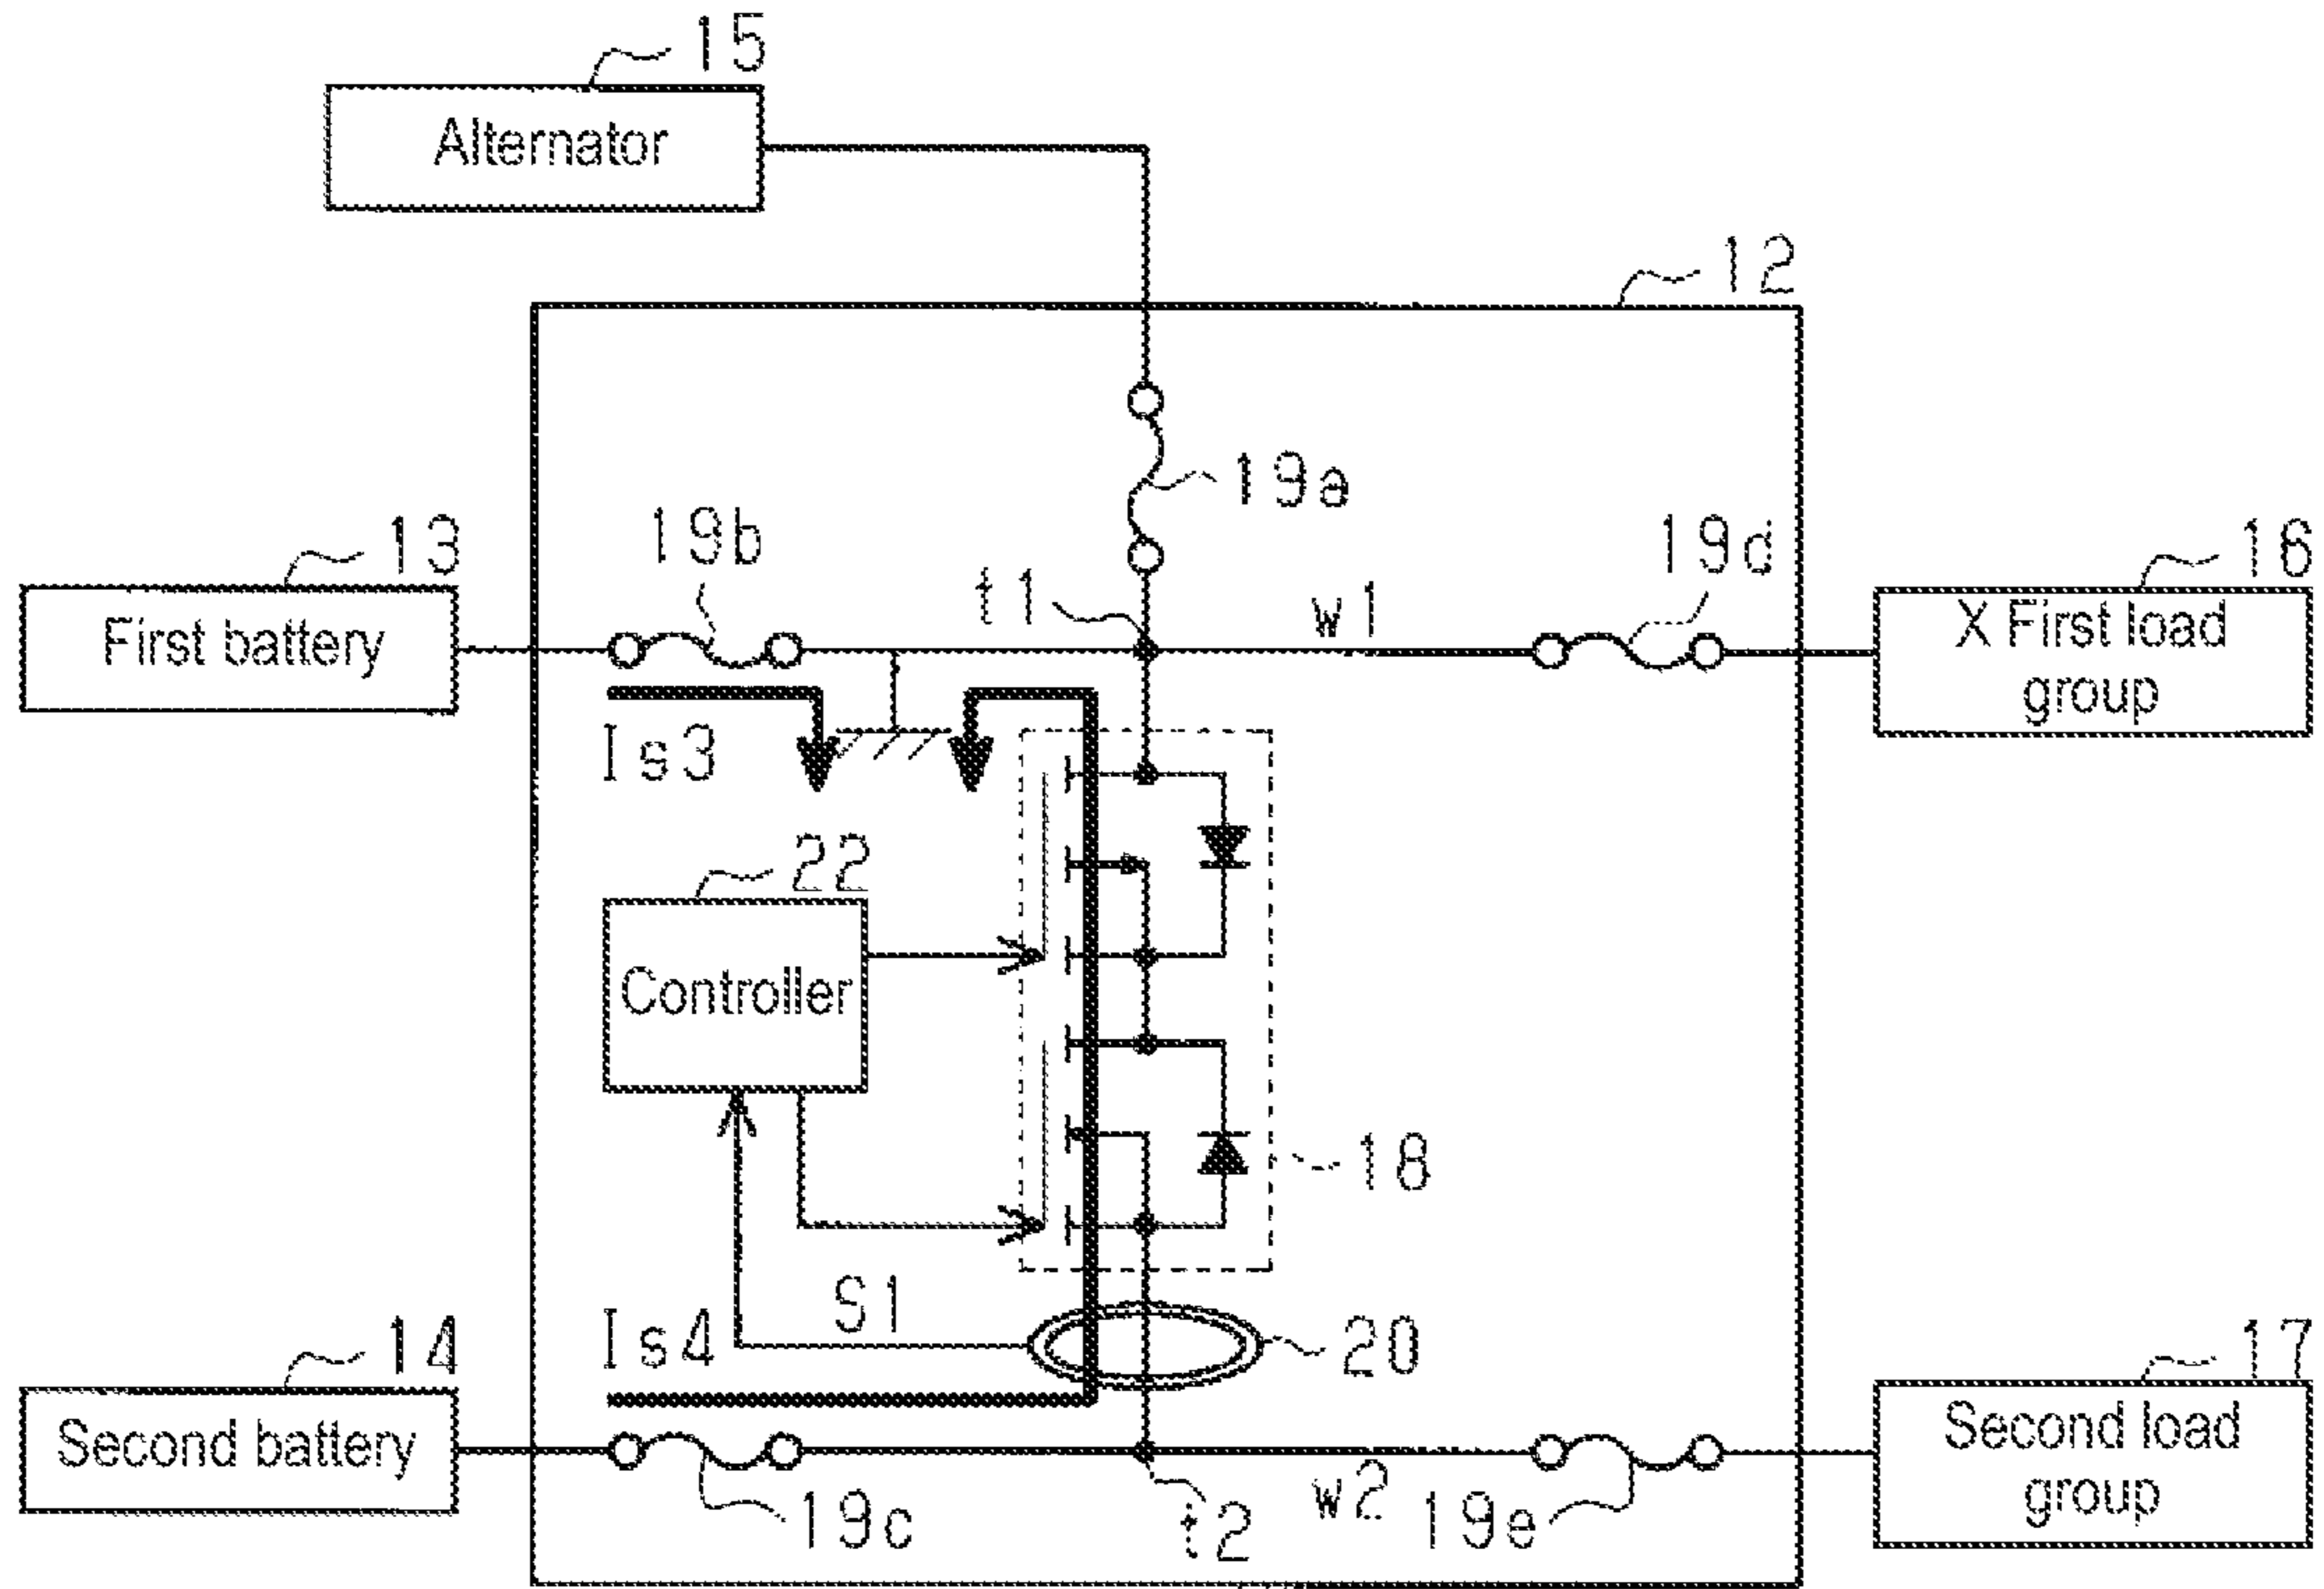 15
Alternator
12
19a
13
19b
19d
16
First battery
t1
w1
X First load
group
Is3
22
Controller
18
S1
Is4
20
14
17
Second battery
Second load
group
19c
t2
w2
19e